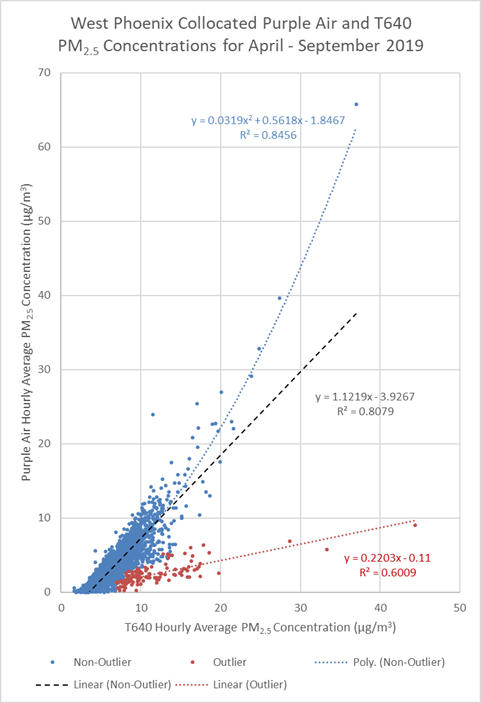 West Phoenix Collocated Purple Air and T640
PM2.5 Concentrations for April - September 2019
Purple Air Hourly Average PM2.5 Concentration (µg/m³)
70
60
50
40
30
20
10
0
y = 0.0319x² + 0.5618x - 1.8467
R² = 0.8456
y = 1.1219x - 3.9267
R² = 0.8079
y = 0.2203x - 0.11
R² = 0.6009
0 10 20 30 40 50
T640 Hourly Average PM2.5 Concentration (µg/m³)
Non-Outlier Outlier Poly. (Non-Outlier)
Linear (Non-Outlier) Linear (Outlier)